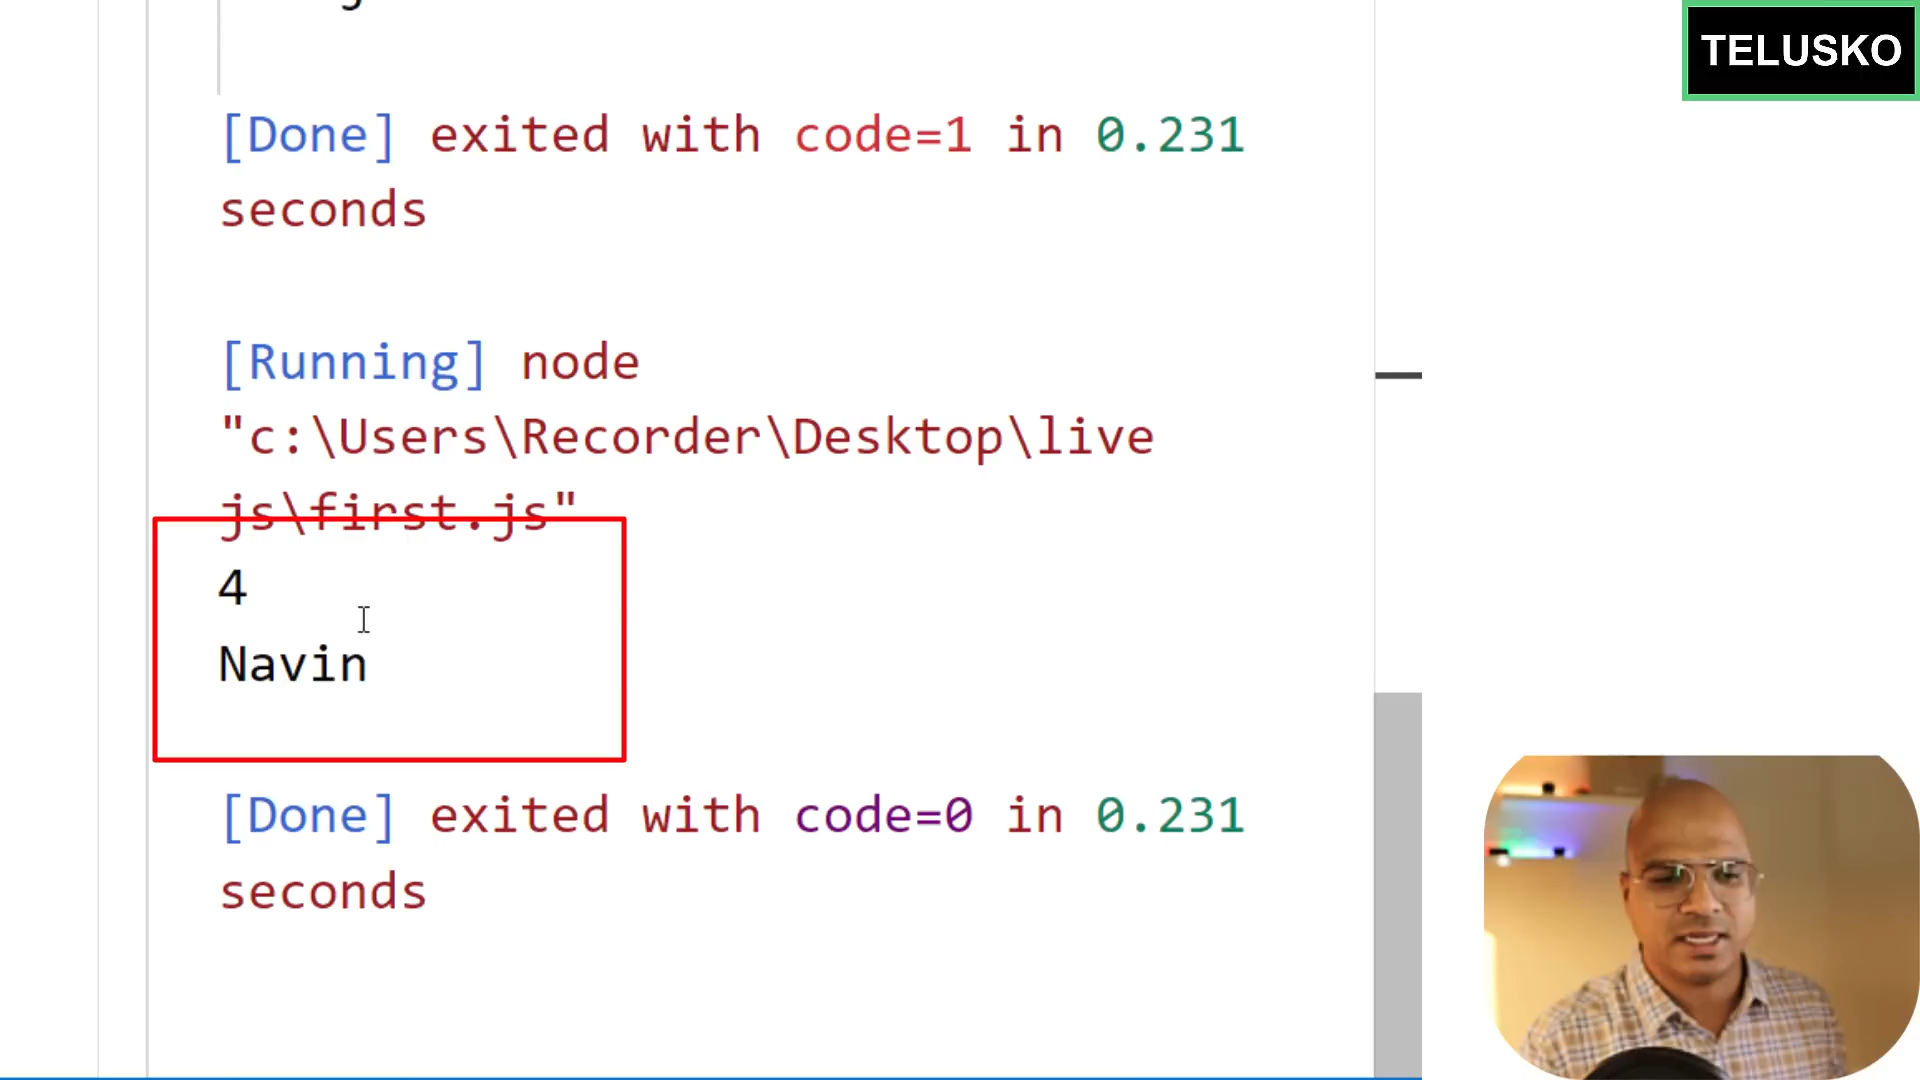 TELUSKO
[Done] exited with code=1 in 0.231
seconds
[Running] node
"c:\Users\Recorder\Desktop\live
js\first.js"
4
Navin
[Done] exited with code=0 in 0.231
seconds